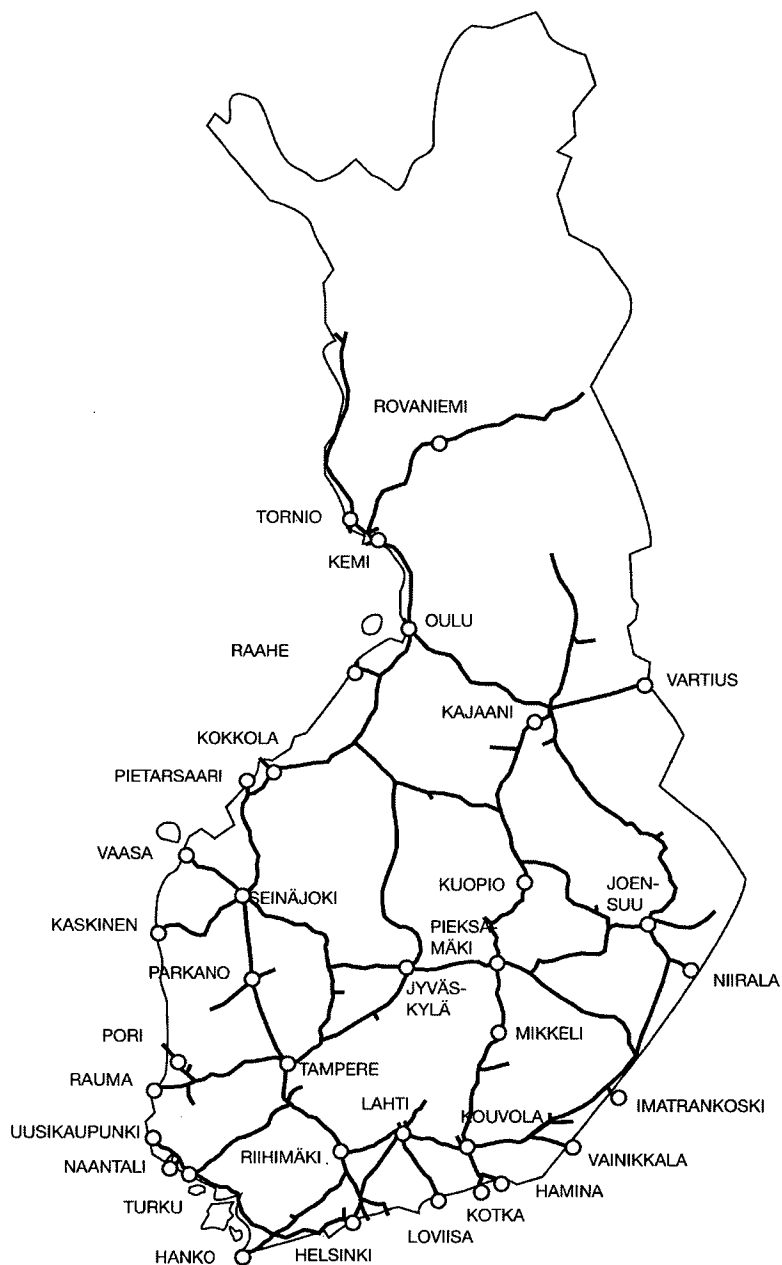 ROVANIEMI
TORNIO
KEMI
OULU
RAAHE
VARTIUS
KAJAANI
KOKKOLA
PIETARSAARI
VAASA
KUOPIO
JOEN-
SUU
SEINÄJOKI
KASKINEN
PIEKSÄ-
MÄKI
PARKANO
NIIRALA
JYVÄS-
KYLÄ
PORI
MIKKELI
TAMPERE
RAUMA
IMATRANKOSKI
LAHTI
KOUVOLA
UUSIKAUPUNKI
RIIHIMÄKI
VAINIKKALA
NAANTALI
HAMINA
TURKU
KOTKA
LOVIISA
HELSINKI
HANKO